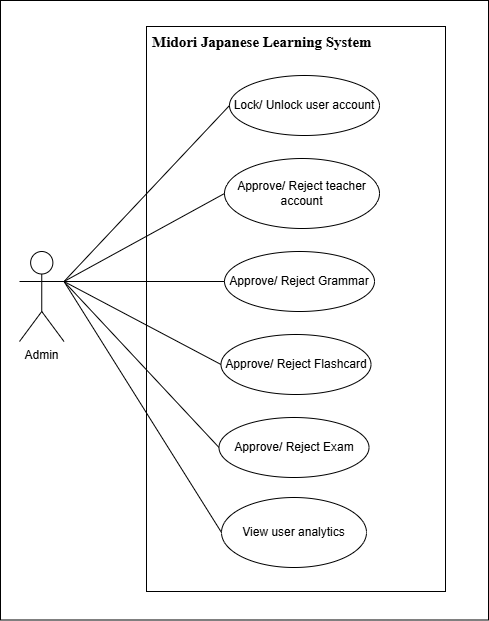 Midori Japanese Learning System
Lock/ Unlock user account
Approve/ Reject teacher
account
Approve/ Reject Grammar
Admin
Approve/ Reject Flashcard
Approve/ Reject Exam
View user analytics